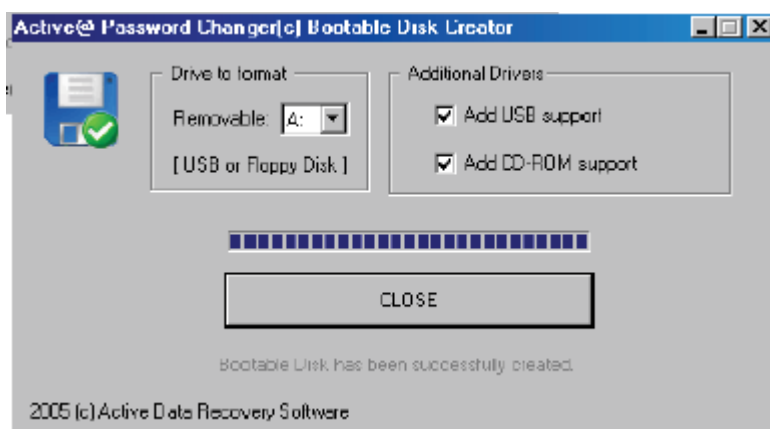 Active@ Password Changer[c] Bootable Disk Creator
Drive to format
Removable: A:
[ USB or Floppy Disk ]
Additional Drivers
Add USB support
Add CD-ROM support
CLOSE
Bootable Disk has been successfully created.
2005 (c) Active Data Recovery Software